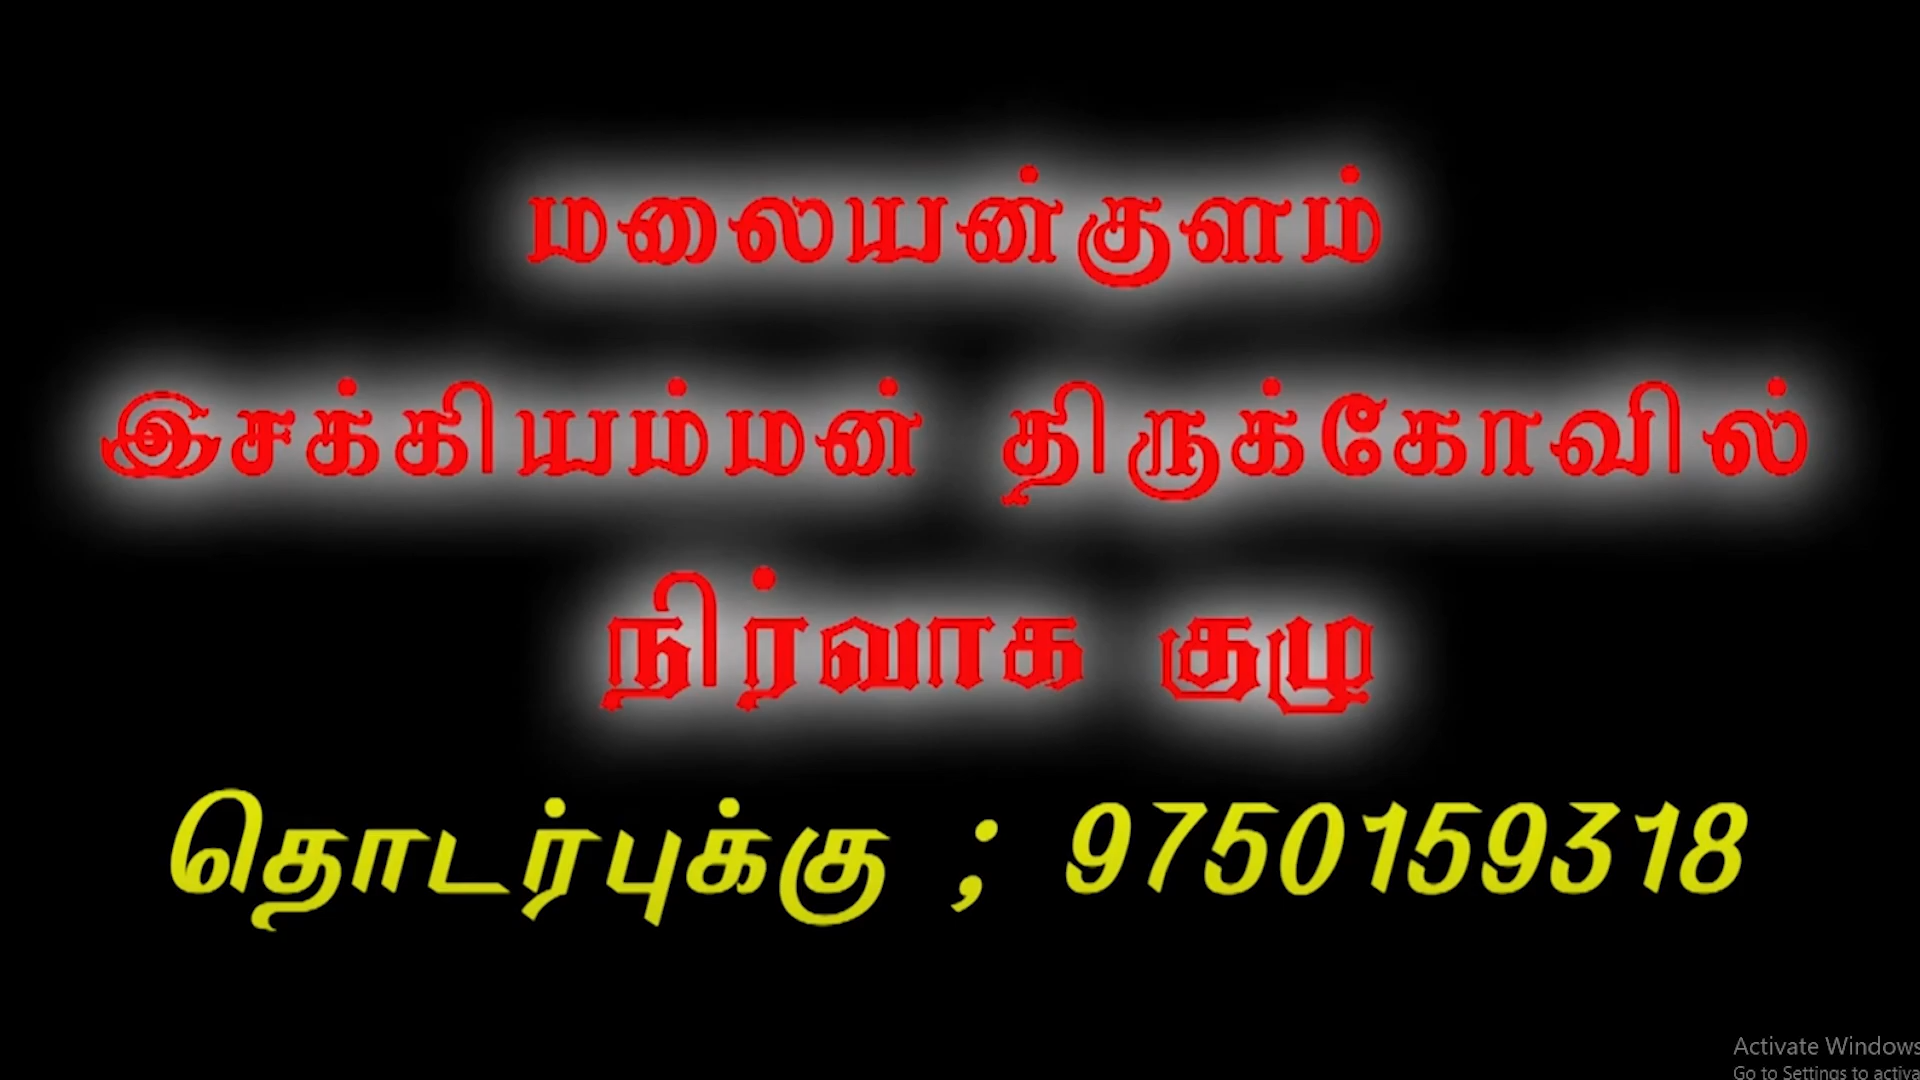 மலையன்குளம்
இசக்கியம்மன் திருக்கோவில்
நிர்வாக குழு
தொடர்புக்கு ; 9750159318
Activate Windows
Go to Settings to activa